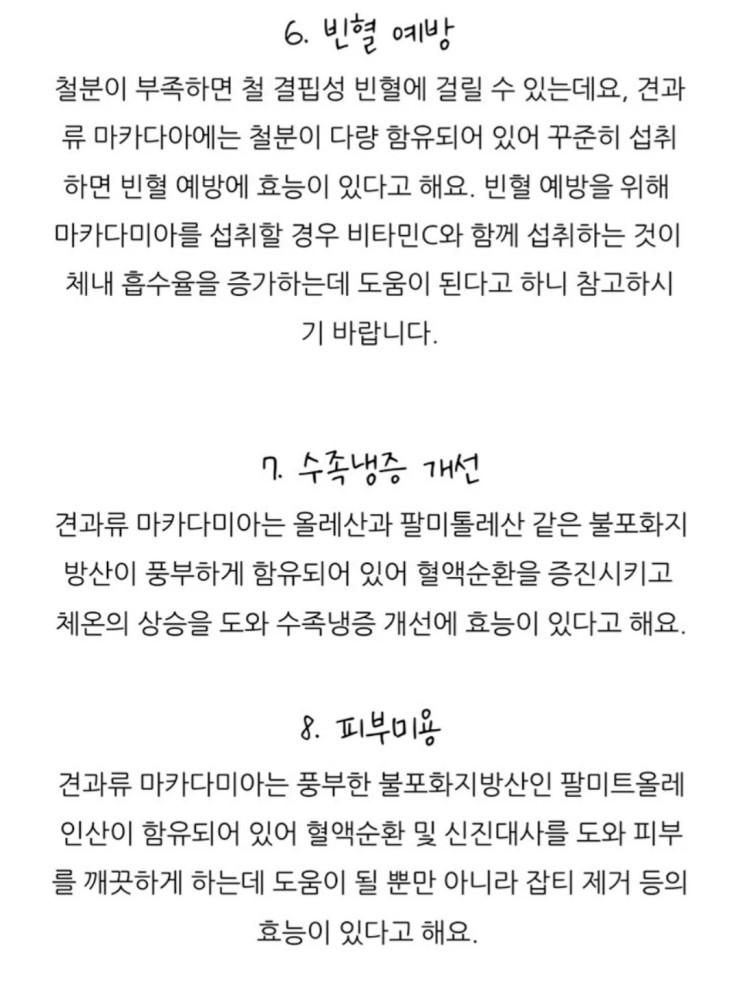 6. 빈혈 예방
철분이 부족하면 철 결핍성 빈혈에 걸릴 수 있는데요, 견과
류 마카다아에는 철분이 다량 함유되어 있어 꾸준히 섭취
하면 빈혈 예방에 효능이 있다고 해요. 빈혈 예방을 위해
마카다미아를 섭취할 경우 비타민C와 함께 섭취하는 것이
체내 흡수율을 증가하는데 도움이 된다고 하니 참고하시
기 바랍니다.
7. 수족냉증 개선
견과류 마카다미아는 올레산과 팔미톨레산 같은 불포화지
방산이 풍부하게 함유되어 있어 혈액순환을 증진시키고
체온의 상승을 도와 수족냉증 개선에 효능이 있다고 해요.
8. 피부미용
견과류 마카다미아는 풍부한 불포화지방산인 팔미트올레
인산이 함유되어 있어 혈액순환 및 신진대사를 도와 피부
를 깨끗하게 하는데 도움이 될 뿐만 아니라 잡티 제거 등의
효능이 있다고 해요.